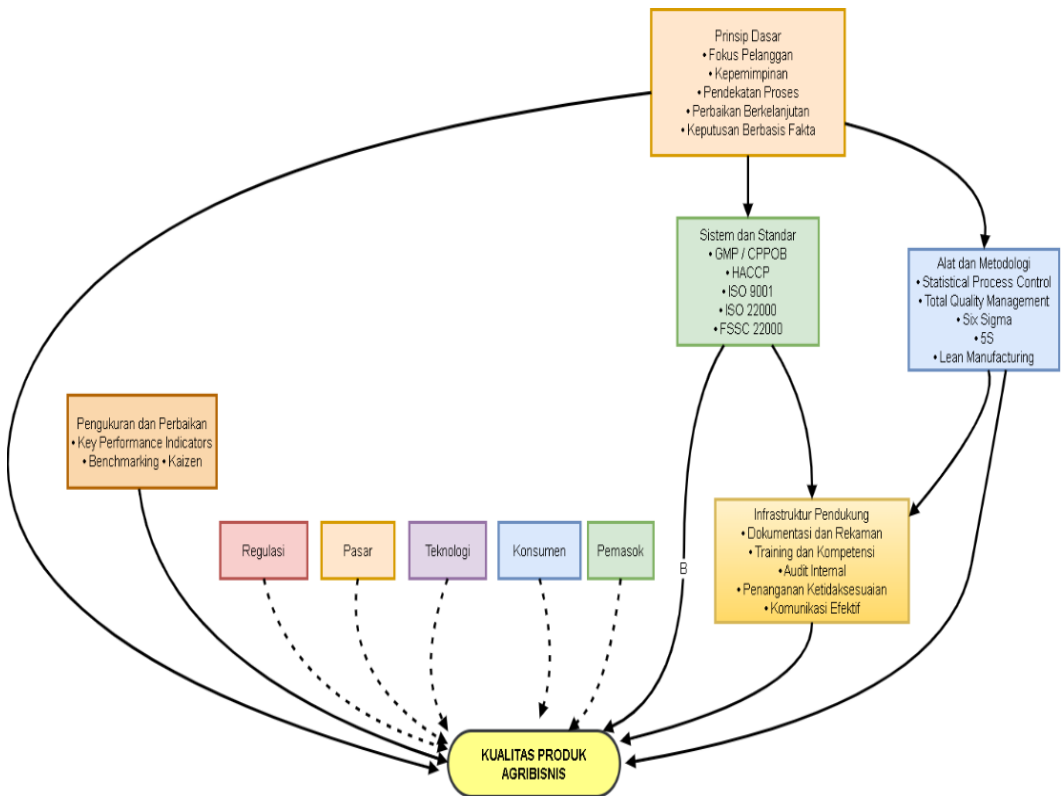 Prinsip Dasar
• Fokus Pelanggan
• Kepemimpinan
• Pendekatan Proses
• Perbaikan Berkelanjutan
• Keputusan Berbasis Fakta
Sistem dan Standar
• GMP / CPPOB
• HACCP
• ISO 9001
• ISO 22000
• FSSC 22000
Alat dan Metodologi
• Statistical Process Control
• Total Quality Management
• Six Sigma
• 5S
• Lean Manufacturing
Pengukuran dan Perbaikan
• Key Performance Indicators
• Benchmarking • Kaizen
Regulasi
Pasar
Teknologi
Konsumen
Pemasok
B
Infrastruktur Pendukung
• Dokumentasi dan Rekaman
• Training dan Kompetensi
• Audit Internal
• Penanganan Ketidaksesuaian
• Komunikasi Efektif
KUALITAS PRODUK
AGRIBISNIS